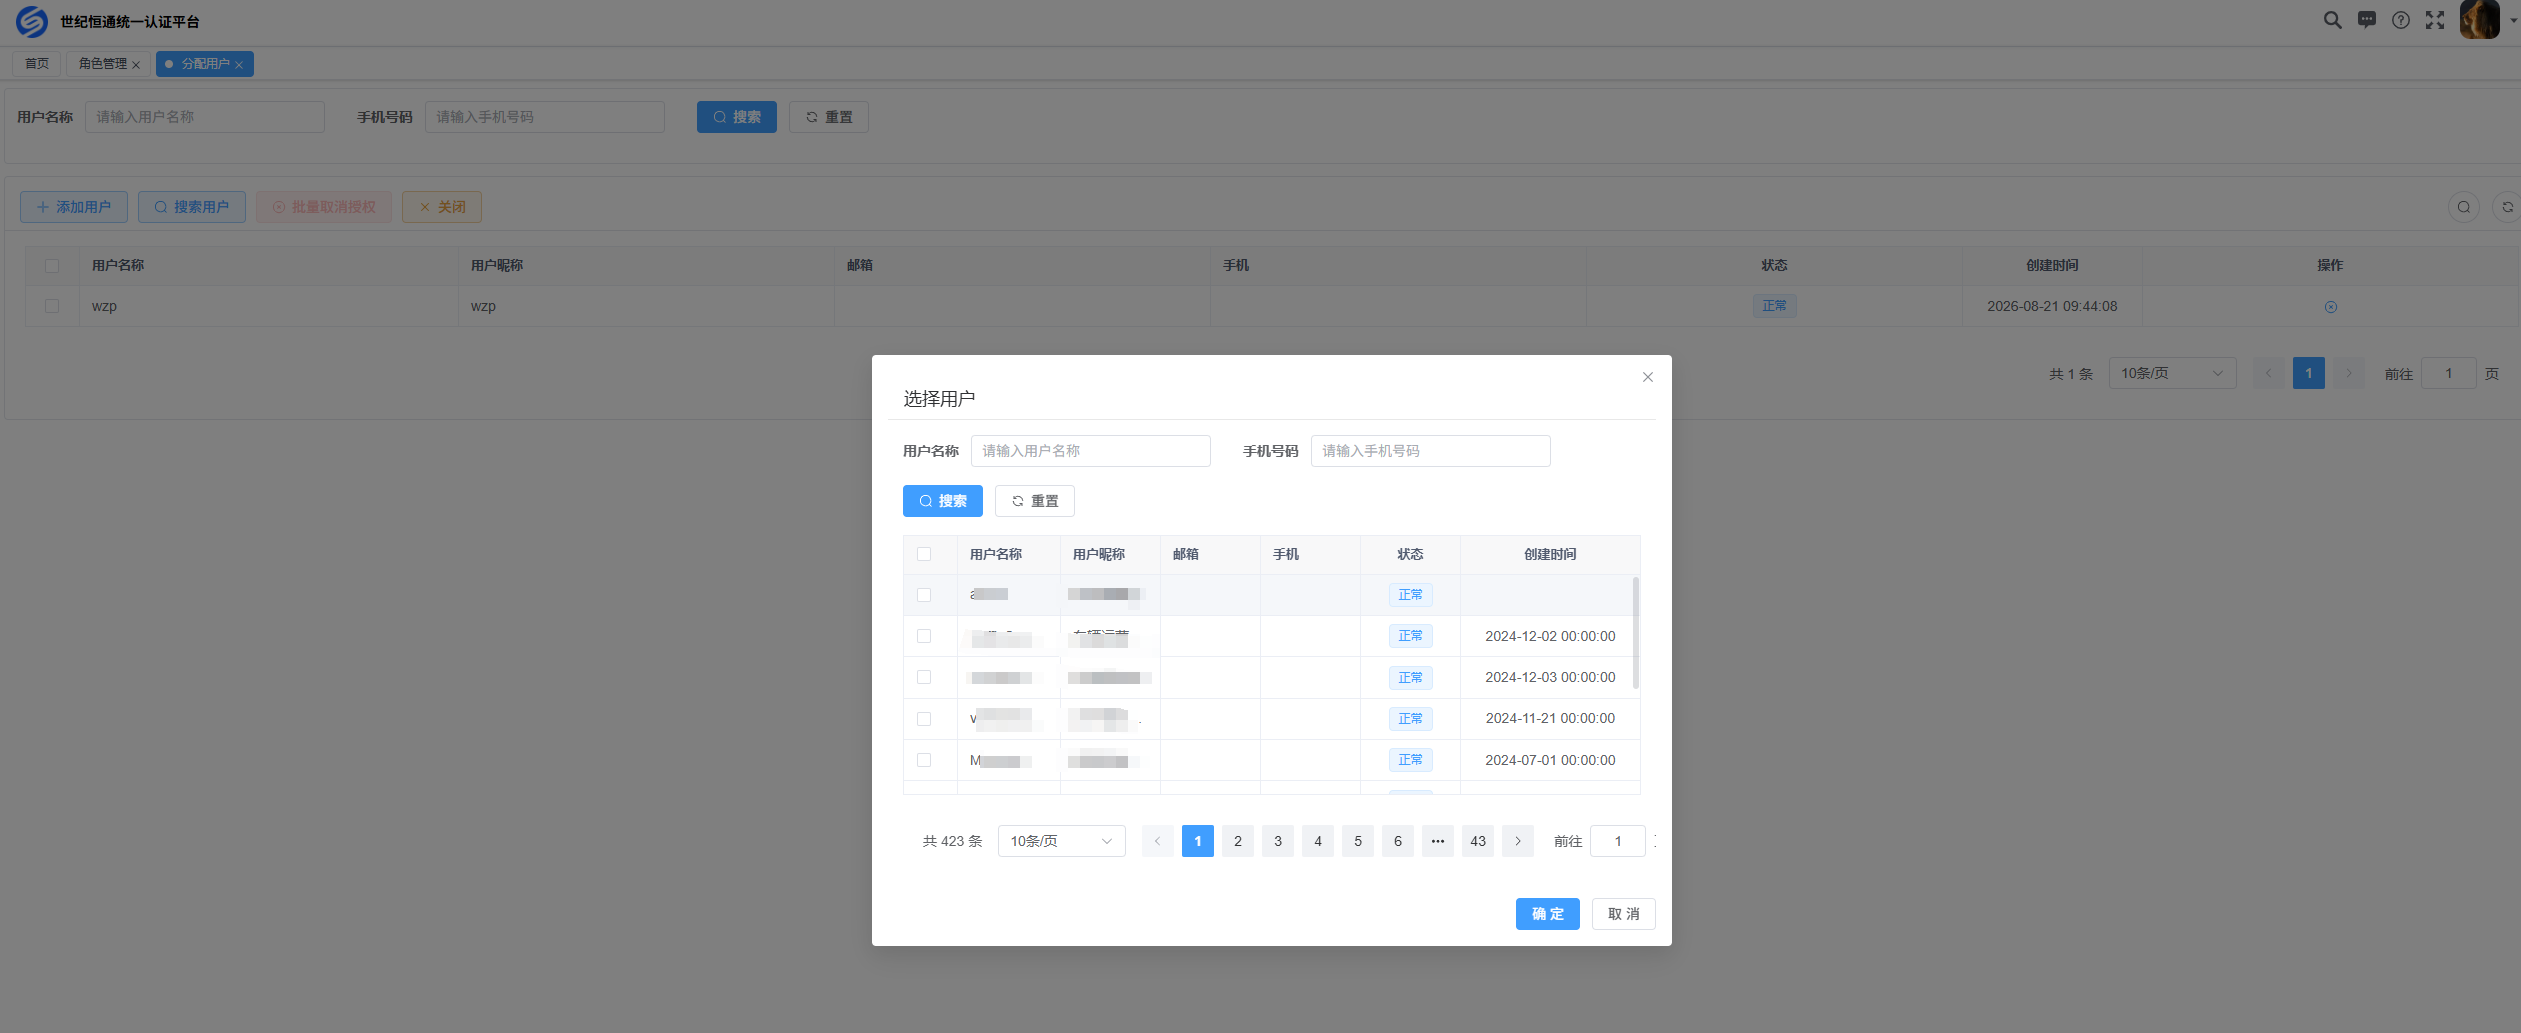 世纪恒通统一认证平台
首页 角色管理 分配用户
用户名称 请输入用户名称 手机号码 请输入手机号码 搜索 重置
添加用户 搜索用户 批量取消授权 关闭
用户名称 用户昵称 邮箱 手机 状态 创建时间 操作
wzp wzp 正常 2026-08-21 09:44:08
共 1 条 10条/页 1 前往 1 页
选择用户
用户名称 请输入用户名称 手机号码 请输入手机号码
搜索 重置
用户名称 用户昵称 邮箱 手机 状态 创建时间
正常
正常 2024-12-02 00:00:00
正常 2024-12-03 00:00:00
正常 2024-11-21 00:00:00
M 正常 2024-07-01 00:00:00
共 423 条 10条/页 1 2 3 4 5 6 ••• 43 前往 1
确 定 取 消